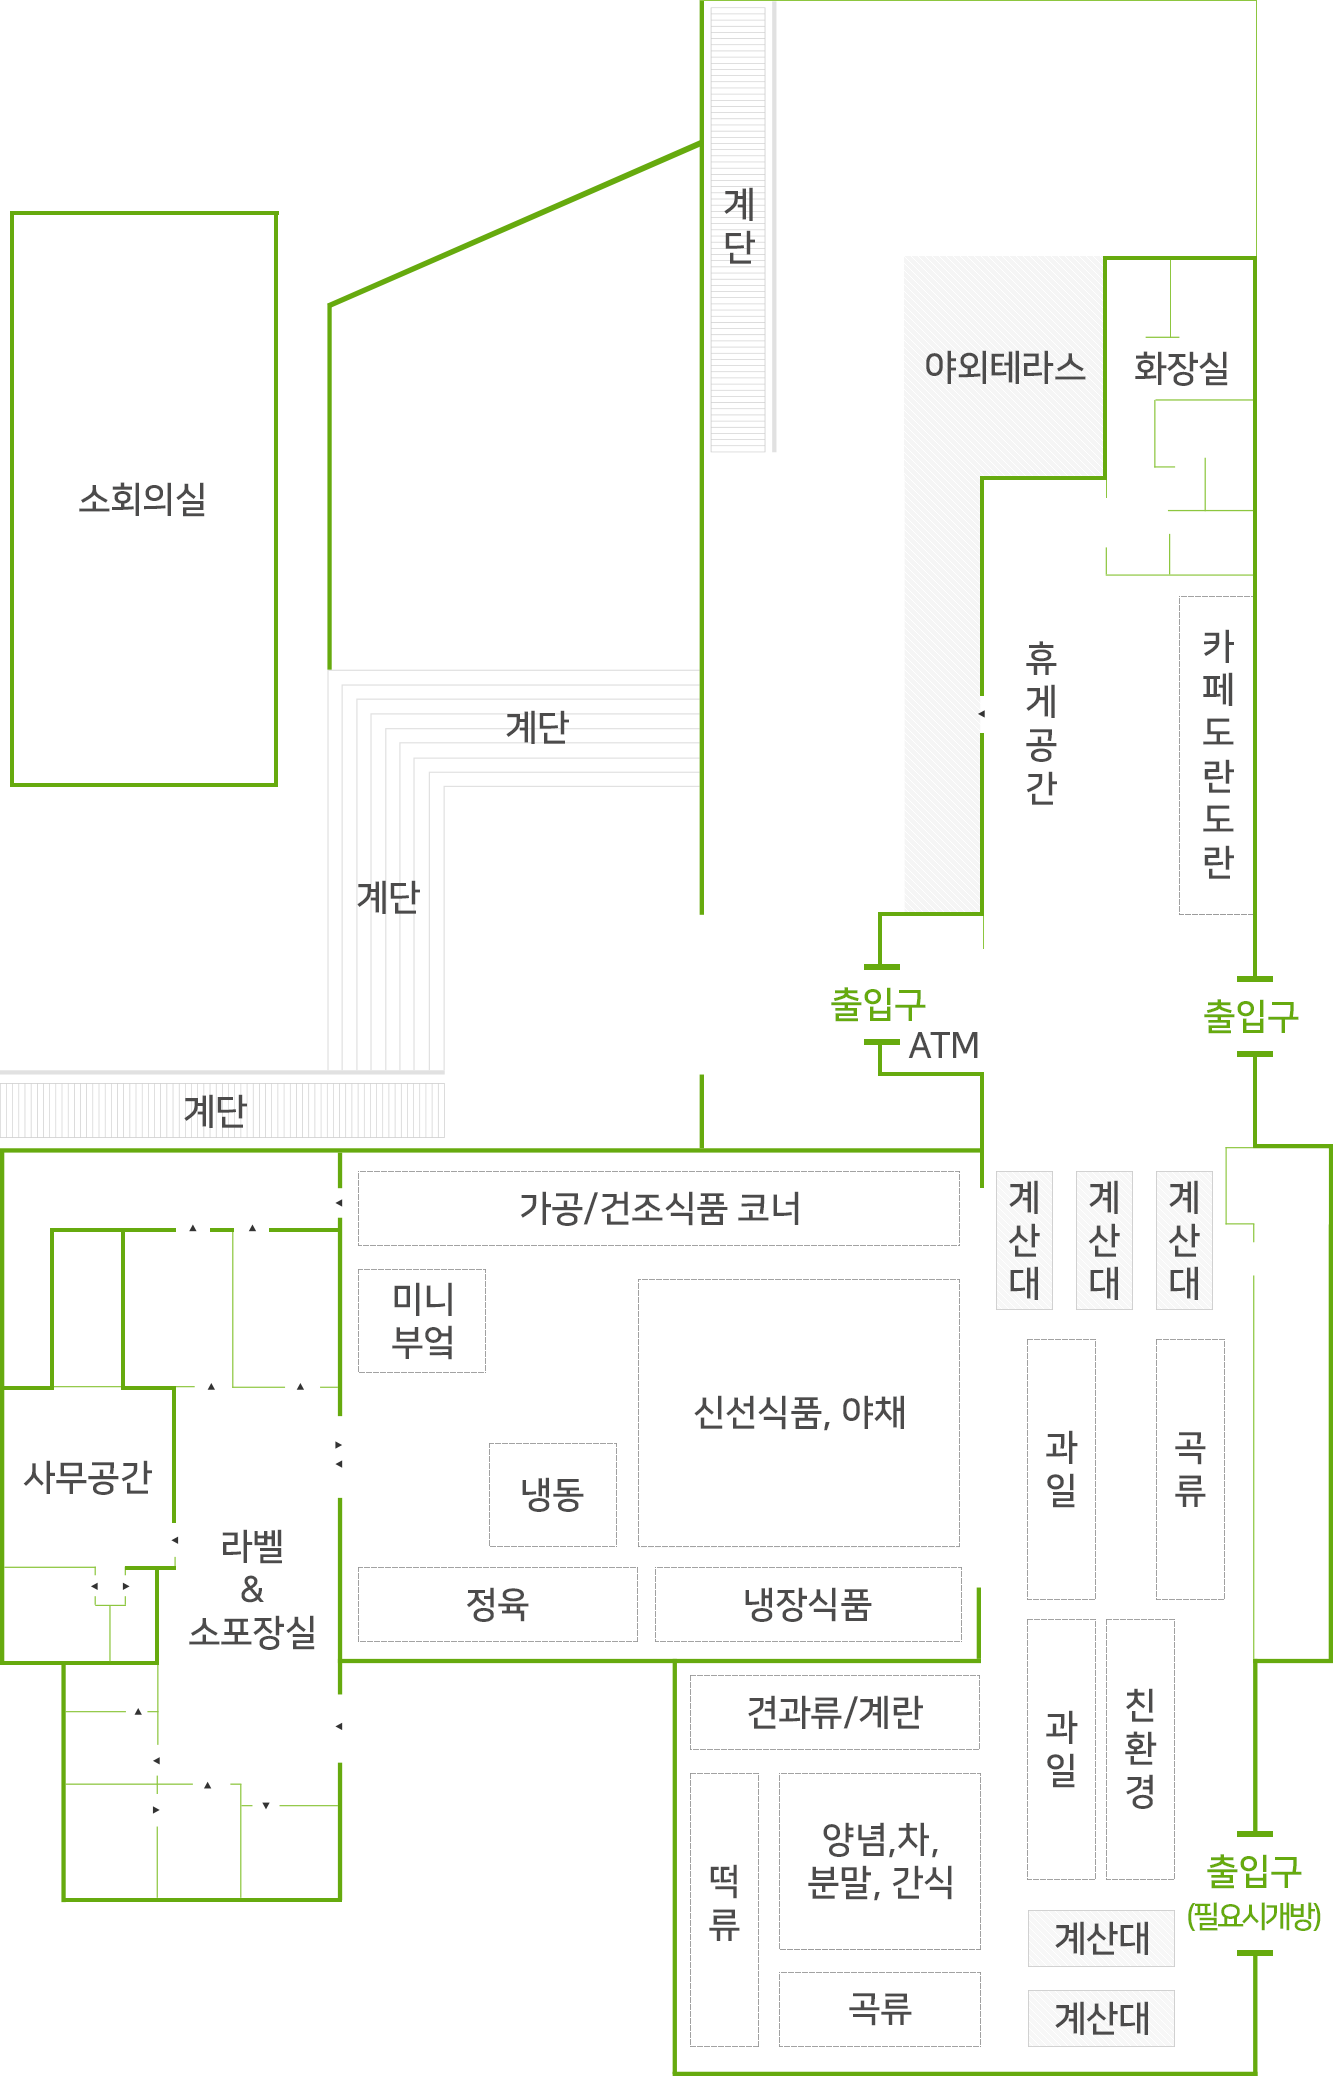 계
단
야외테라스
화장실
소회의실
휴
게
공
간
카
페
도
란
도
란
계단
계단
출입구
ATM
출입구
계단
가공/건조식품 코너
계
산
대
계
산
대
계
산
대
미니
부엌
신선식품, 야채
과
일
곡
류
사무공간
냉동
라벨
&
소포장실
정육
냉장식품
견과류/계란
과
일
친
환
경
떡
류
양념,차,
분말, 간식
출입구
(필요시개방)
계산대
곡류
계산대